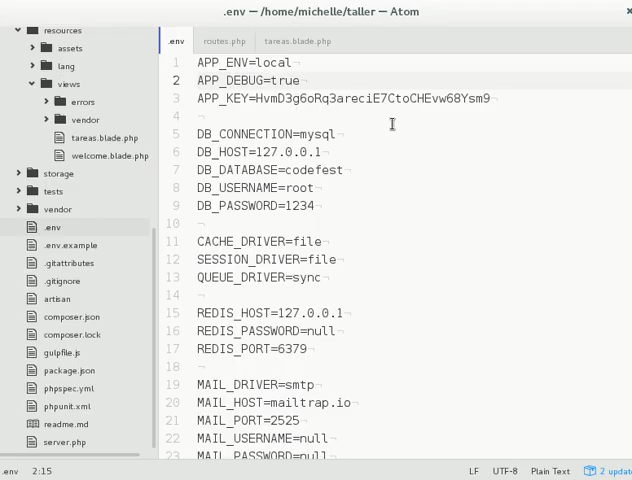 .env — /home/michelle/taller — Atom
resources
assets
lang
views
errors
vendor
tareas.blade.php
welcome.blade.php
storage
tests
vendor
.env
.env.example
.gitattributes
.gitignore
artisan
composer.json
composer.lock
gulpfile.js
package.json
phpspec.yml
phpunit.xml
readme.md
server.php
.env
routes.php
tareas.blade.php
1 APP_ENV=local¬
2 APP_DEBUG=true¬
3 APP_KEY=HvmD3g6oRq3areciE7CtoCHEvw68Ysm9¬
4 ¬
5 DB_CONNECTION=mysql¬
6 DB_HOST=127.0.0.1¬
7 DB_DATABASE=codefest¬
8 DB_USERNAME=root¬
9 DB_PASSWORD=1234¬
10 ¬
11 CACHE_DRIVER=file¬
12 SESSION_DRIVER=file¬
13 QUEUE_DRIVER=sync¬
14 ¬
15 REDIS_HOST=127.0.0.1¬
16 REDIS_PASSWORD=null¬
17 REDIS_PORT=6379¬
18 ¬
19 MAIL_DRIVER=smtp¬
20 MAIL_HOST=mailtrap.io¬
21 MAIL_PORT=2525¬
22 MAIL_USERNAME=null¬
23 MAIL_PASSWORD=null¬
.env 2:15 LF UTF-8 Plain Text 2 updat